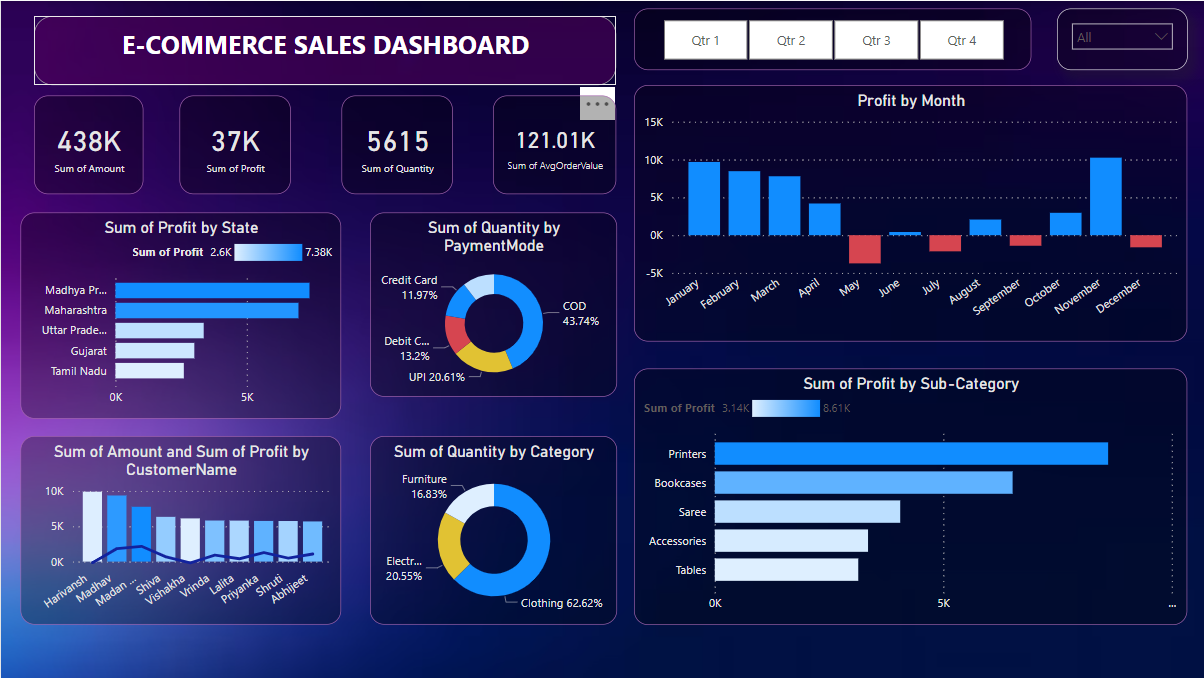 E-COMMERCE SALES DASHBOARD
Qtr 1
Qtr 2
Qtr 3
Qtr 4
All
438K
Sum of Amount
37K
Sum of Profit
5615
Sum of Quantity
121.01K
Sum of AvgOrderValue
Profit by Month
15K
10K
5K
0K
-5K
January
February
March
April
May
June
July
August
September
October
November
December
Sum of Profit by State
Sum of Profit 2.6K 7.38K
Madhya Pr...
Maharashtra
Uttar Prade...
Gujarat
Tamil Nadu
0K
5K
Sum of Quantity by
PaymentMode
Credit Card
11.97%
COD
43.74%
Debit C...
13.2%
UPI 20.61%
Sum of Profit by Sub-Category
Sum of Profit 3.14K 8.61K
Printers
Bookcases
Saree
Accessories
Tables
0K
5K
...
Sum of Amount and Sum of Profit by
CustomerName
10K
5K
0K
Harivansh
Madhav
Madan ...
Shiva
Vishakha
Vrinda
Lalita
Priyanka
Shruti
Abhijeet
Sum of Quantity by Category
Furniture
16.83%
Electr...
20.55%
Clothing 62.62%